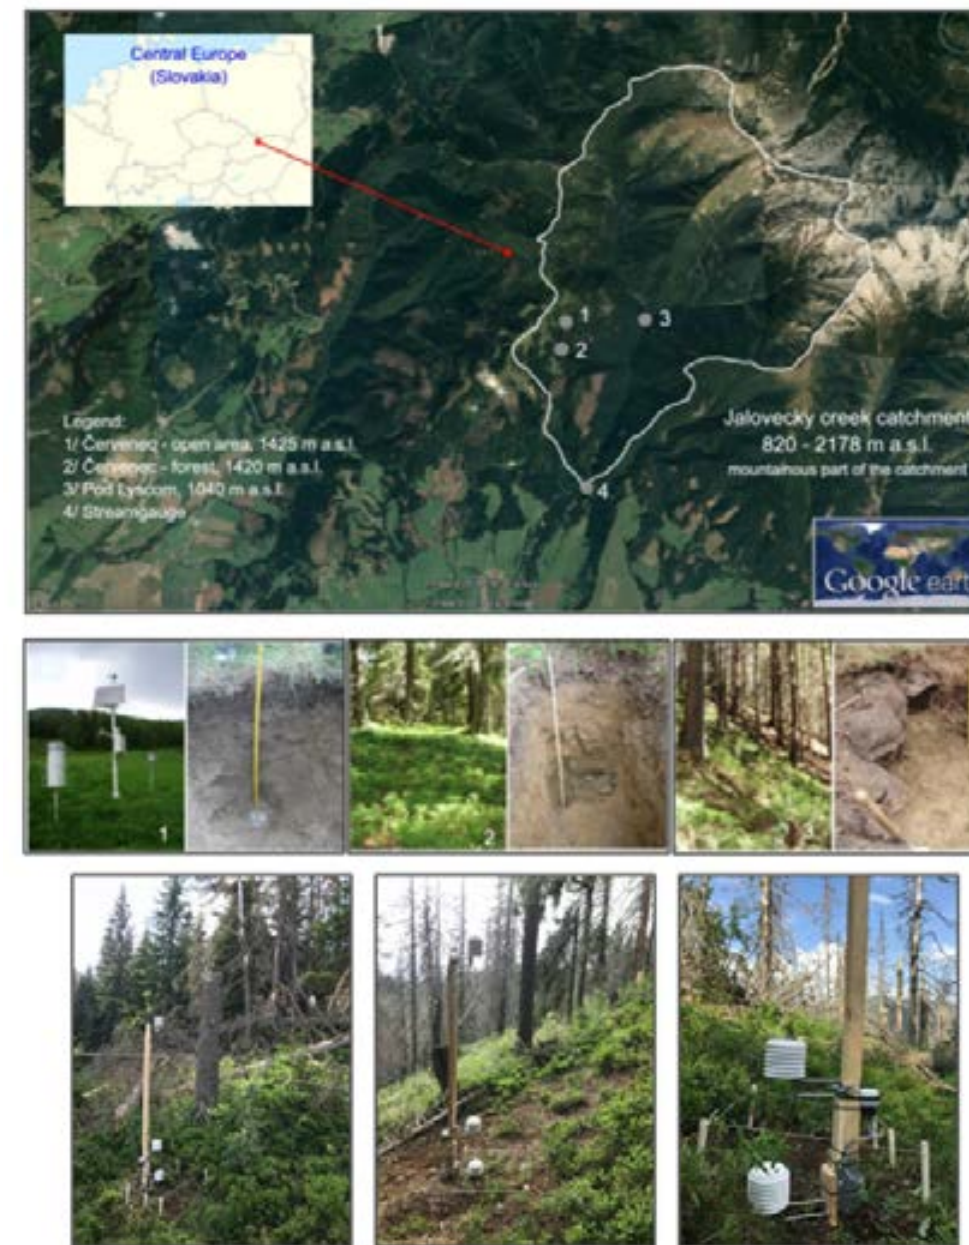 Central Europe
(Slovakia)
1
3
2
Legend:
1/ Červenec - open area, 1425 m a.s.l.
2/ Červenec - forest, 1420 m a.s.l.
3/ Pod Lyscom, 1040 m a.s.l.
4/ Streamgauge
Jalovecky creek catchment
820 - 2178 m a.s.l.
mountainous part of the catchment
4
Google eart
1
2